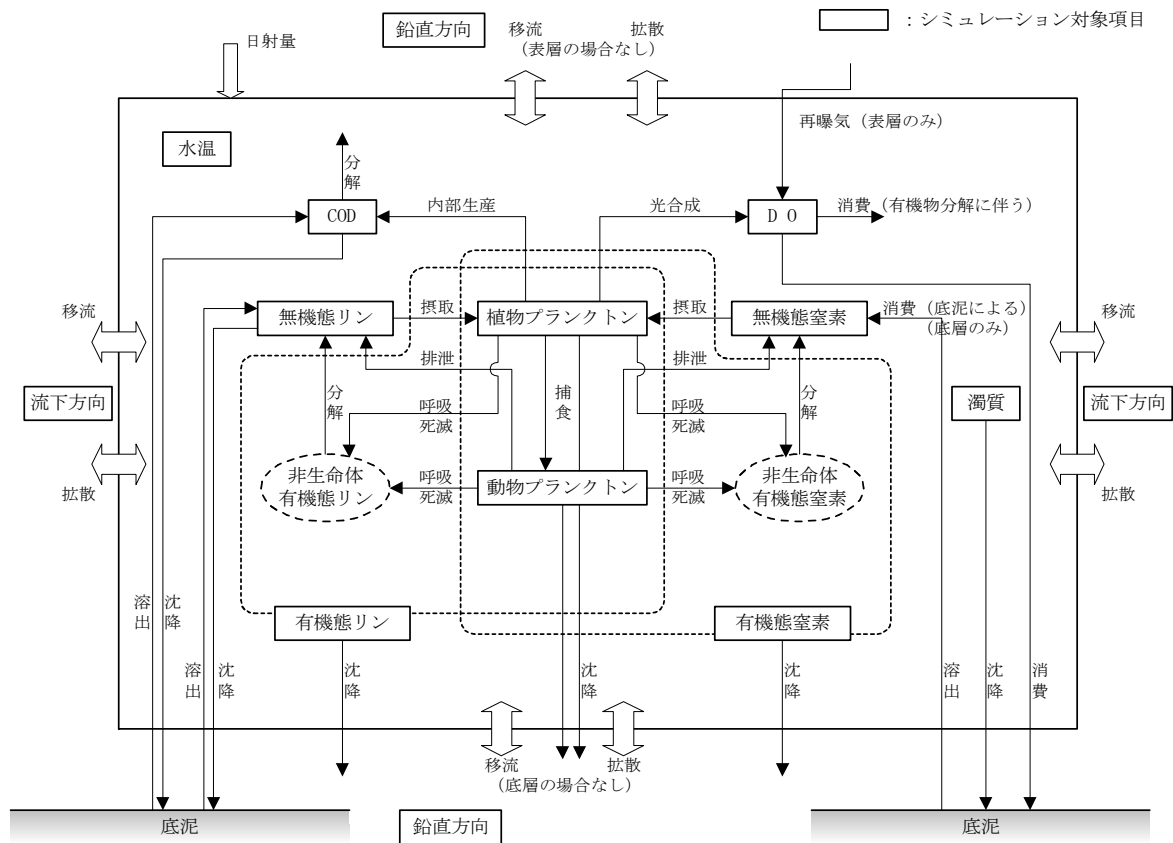 ：シミュレーション対象項目
鉛直方向
移流
拡散
（表層の場合なし）
日射量
再曝気（表層のみ）
水温
分解
COD
内部生産
光合成
ＤＯ
消費（有機物分解に伴う）
移流
無機態リン
摂取
植物プランクトン
摂取
無機態窒素
消費（底泥による）
（底層のみ）
移流
排泄
排泄
流下方向
分解
呼吸
死滅
捕食
呼吸
死滅
分解
濁質
流下方向
拡散
非生命体
有機態リン
呼吸
死滅
動物プランクトン
呼吸
死滅
非生命体
有機態窒素
拡散
溶出
沈降
有機態リン
有機態窒素
溶出
沈降
沈降
沈降
沈降
溶出
沈降
消費
移流
拡散
（底層の場合なし）
底泥
鉛直方向
底泥